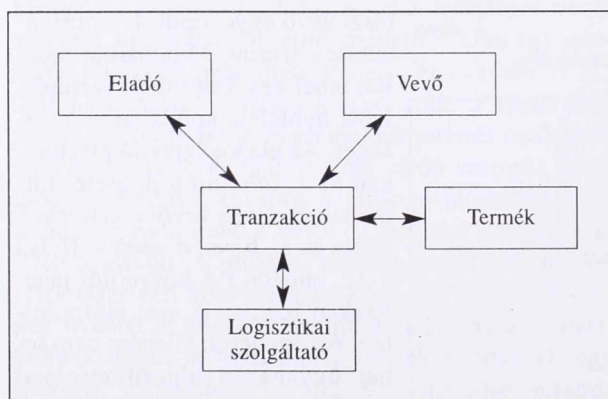 Eladó
Vevő
Tranzakció
Termék
Logisztikai
szolgáltató